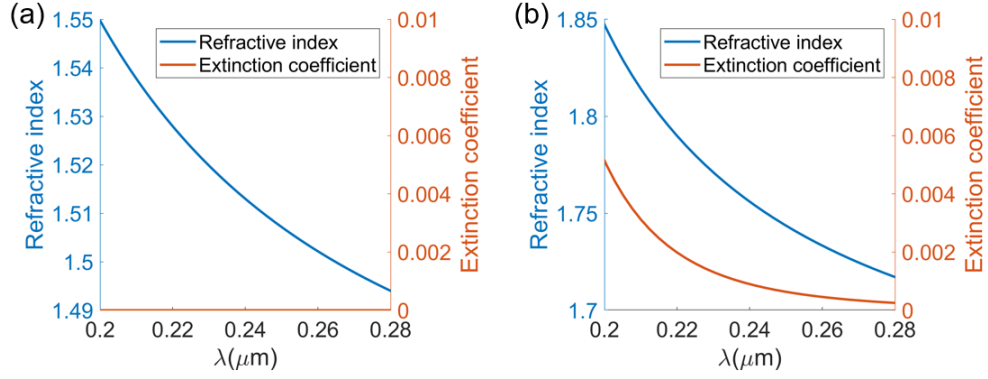 (a)
Refractive index
Extinction coefficient
1.55
1.54
1.53
1.52
1.51
1.5
1.49
Refractive index
0.01
0.008
0.006
0.004
0.002
0
Extinction coefficient
0.2 0.22 0.24 0.26 0.28
λ(μm)
(b)
Refractive index
Extinction coefficient
1.85
1.8
1.75
1.7
Refractive index
0.01
0.008
0.006
0.004
0.002
0
Extinction coefficient
0.2 0.22 0.24 0.26 0.28
λ(μm)